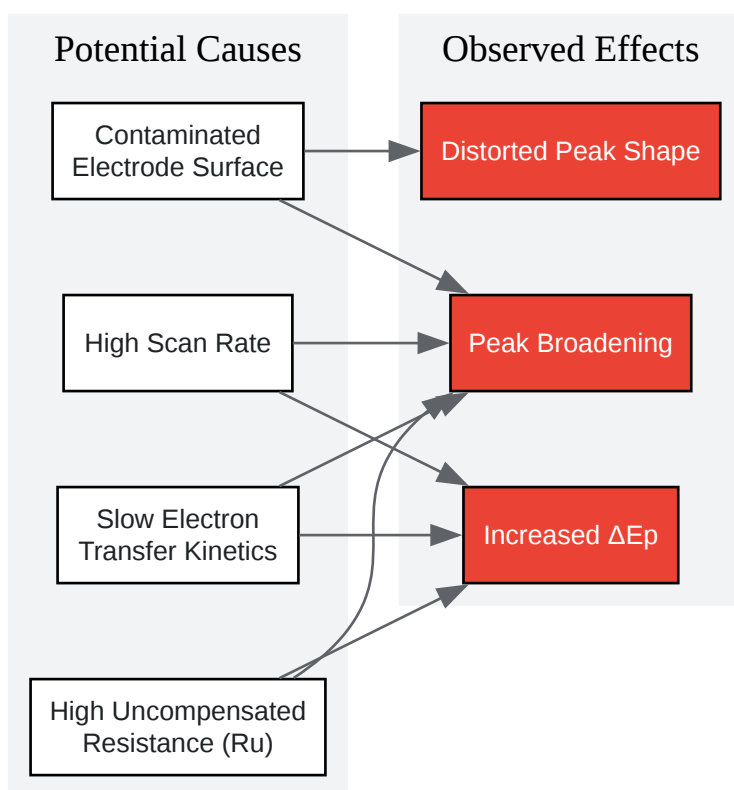 Potential Causes
Observed Effects
Contaminated
Electrode Surface
Distorted Peak Shape
High Scan Rate
Peak Broadening
Slow Electron
Transfer Kinetics
Increased ΔEp
High Uncompensated
Resistance (Ru)